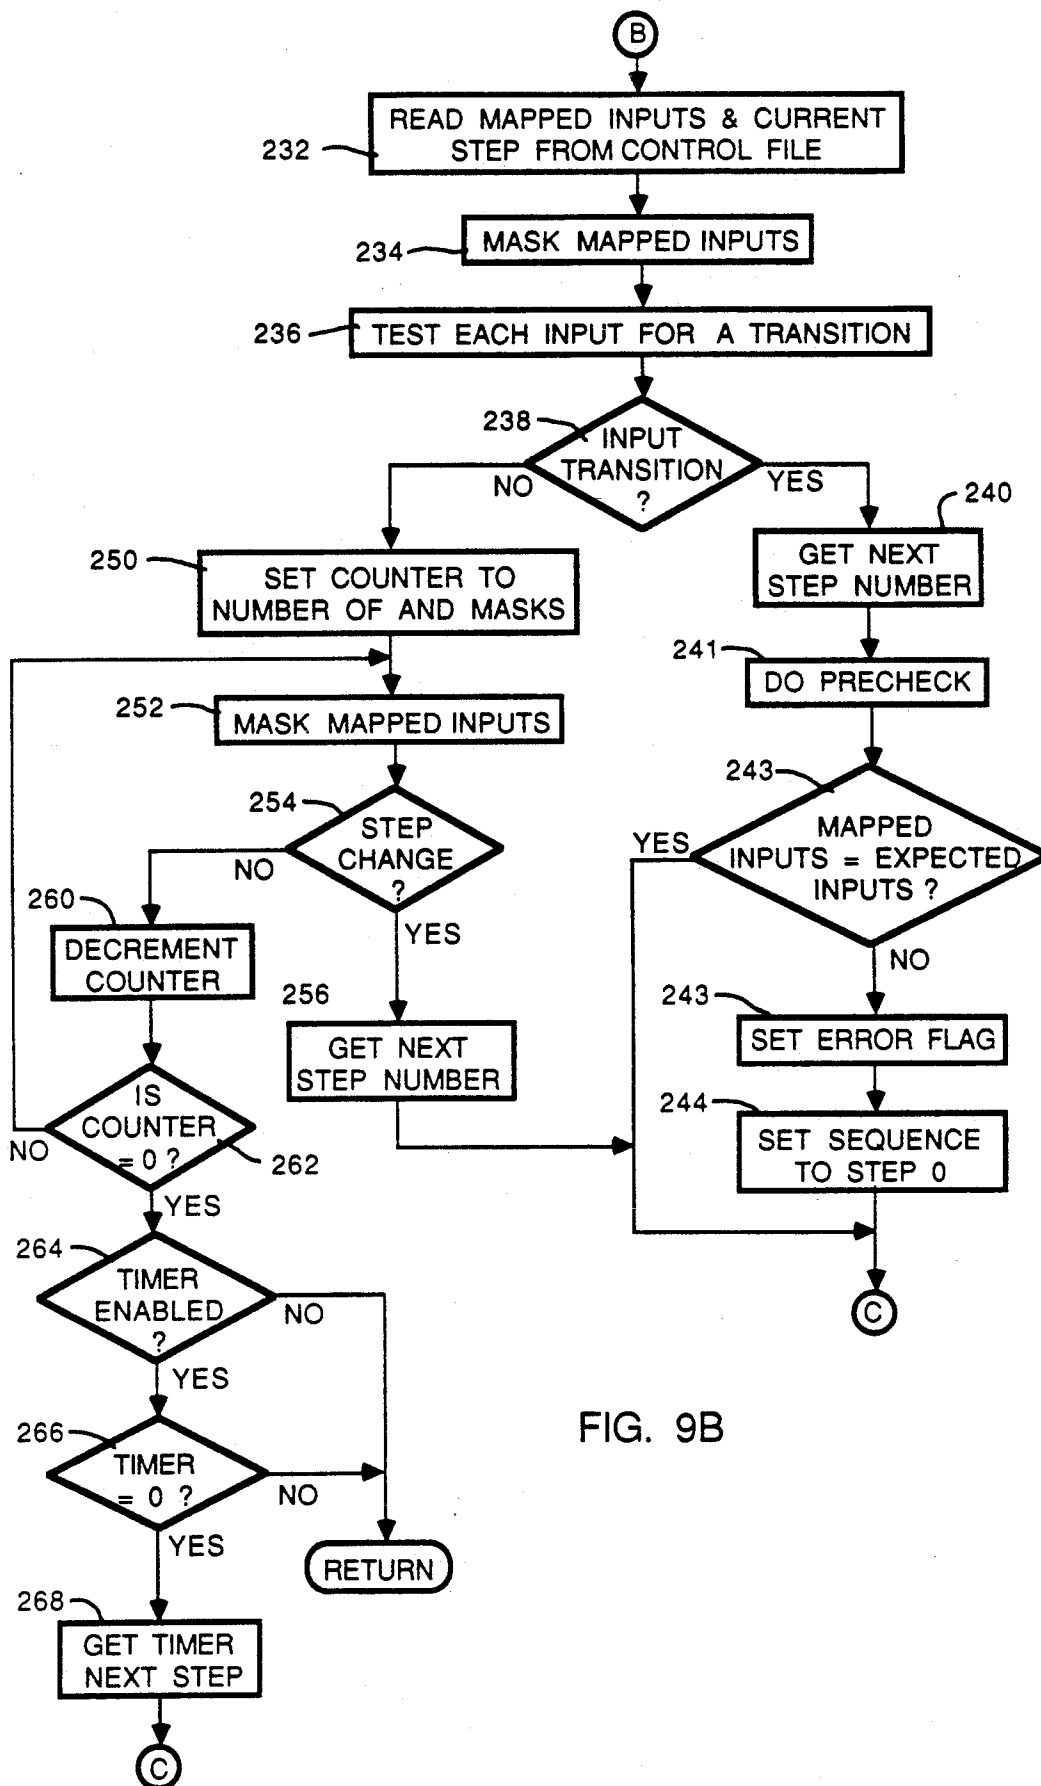 B
READ MAPPED INPUTS & CURRENT
STEP FROM CONTROL FILE
232
MASK MAPPED INPUTS
234
TEST EACH INPUT FOR A TRANSITION
236
238
INPUT
TRANSITION
?
NO
YES
240
GET NEXT
STEP NUMBER
250
SET COUNTER TO
NUMBER OF AND MASKS
241
DO PRECHECK
252
MASK MAPPED INPUTS
243
MAPPED
INPUTS = EXPECTED
INPUTS ?
YES
NO
254
STEP
CHANGE
?
NO
YES
260
DECREMENT
COUNTER
256
GET NEXT
STEP NUMBER
243
SET ERROR FLAG
244
SET SEQUENCE
TO STEP 0
IS
COUNTER
= 0 ?
NO
262
YES
264
TIMER
ENABLED
?
NO
YES
C
266
TIMER
= 0 ?
NO
YES
FIG. 9B
RETURN
268
GET TIMER
NEXT STEP
C